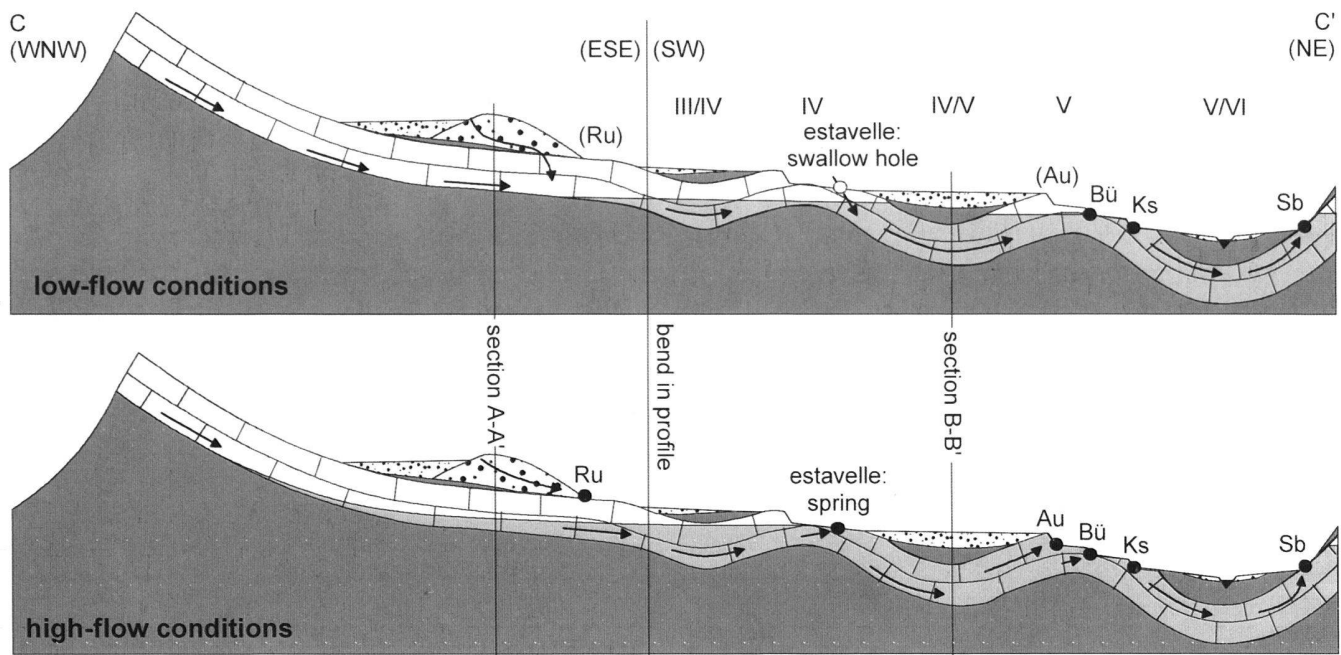 C
(WNW)
(ESE)
(SW)
C'
(NE)
III/IV
IV
IV/V
V
V/VI
(Ru)
estavelle:
swallow hole
(Au)
Bü
Ks
Sb
low-flow conditions
section A-A'
bend in profile
section B-B'
Ru
estavelle:
spring
Au
Bü
Ks
Sb
high-flow conditions